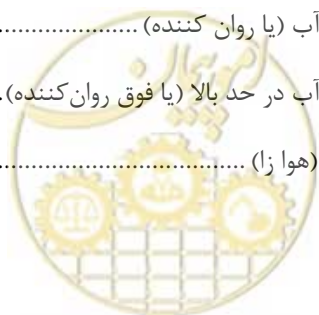 آب (یا روان کننده) .....................
آب در حد بالا (یا فوق روان‌کننده).
(هوا زا) ...................................